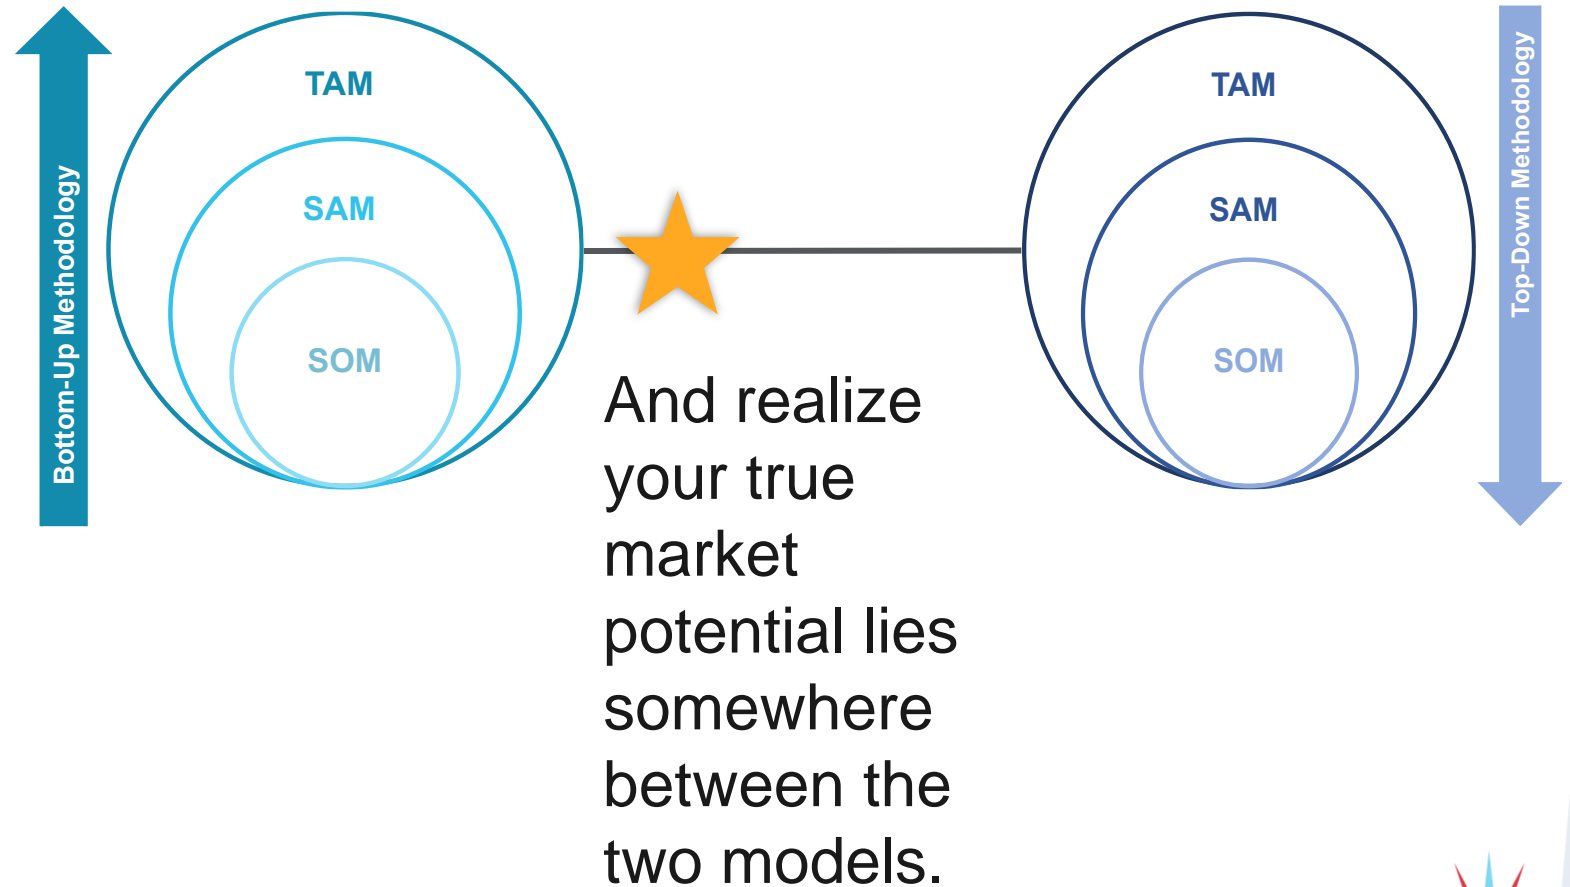 Bottom-Up Methodology
TAM
SAM
SOM
And realize
your true
market
potential lies
somewhere
between the
two models.
TAM
SAM
SOM
Top-Down Methodology